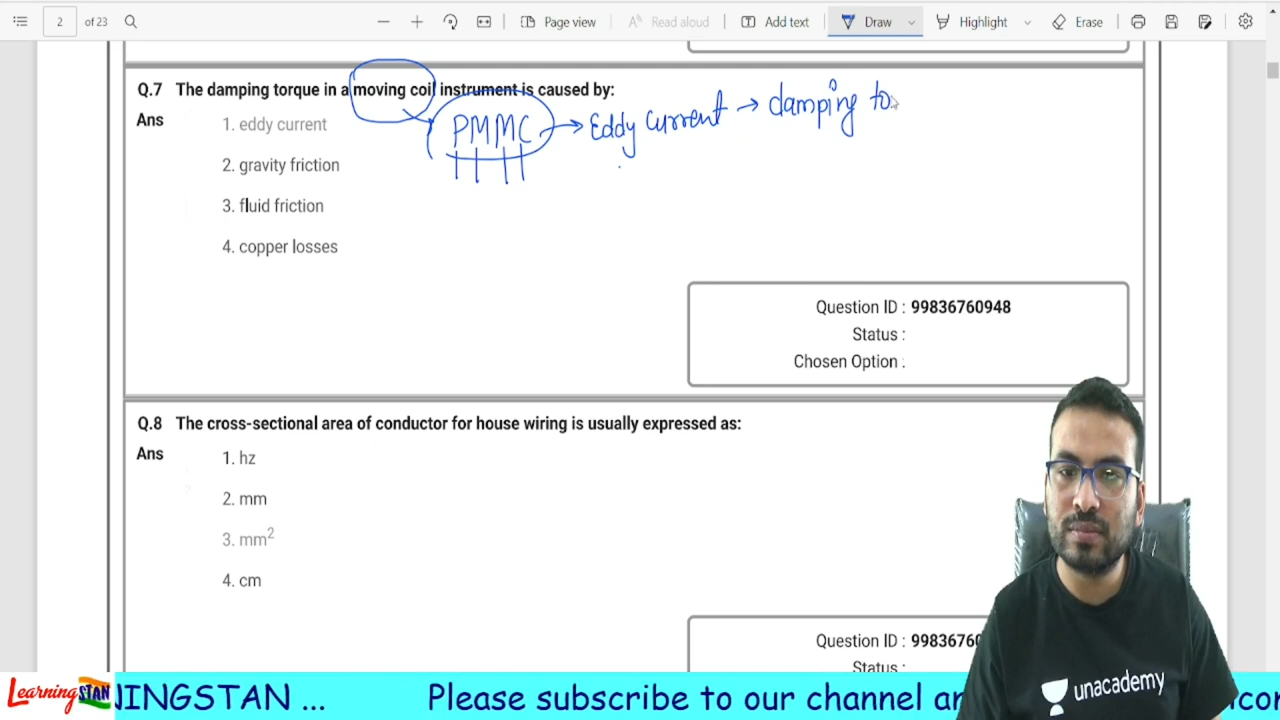 2 of 23 Page view Read aloud Add text Draw Highlight Erase
Q.7 The damping torque in a moving coil instrument is caused by:
Ans
1. eddy current
PMMC → Eddy current → damping to
2. gravity friction
3. fluid friction
4. copper losses
Question ID : 99836760948
Status :
Chosen Option :
Q.8 The cross-sectional area of conductor for house wiring is usually expressed as:
Ans
1. hz
2. mm
3. mm²
4. cm
Question ID : 9983676
Status :
unacademy
Learning STAN
NINGSTAN ... Please subscribe to our channel an